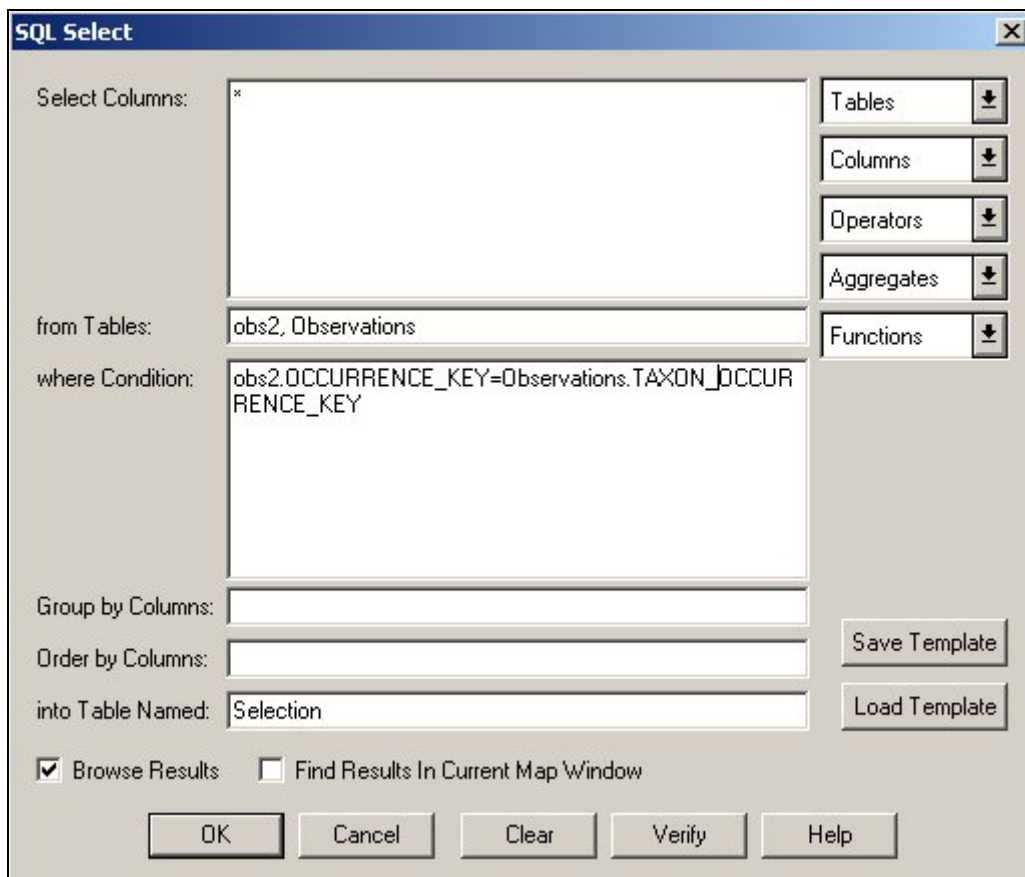 SQL Select
Select Columns:
*
Tables
Columns
Operators
Aggregates
from Tables:
obs2, Observations
Functions
where Condition:
obs2.OCCURRENCE_KEY=Observations.TAXON_OCCUR
RENCE_KEY
Group by Columns:
Order by Columns:
Save Template
into Table Named:
Selection
Load Template
Browse Results
Find Results In Current Map Window
OK
Cancel
Clear
Verify
Help